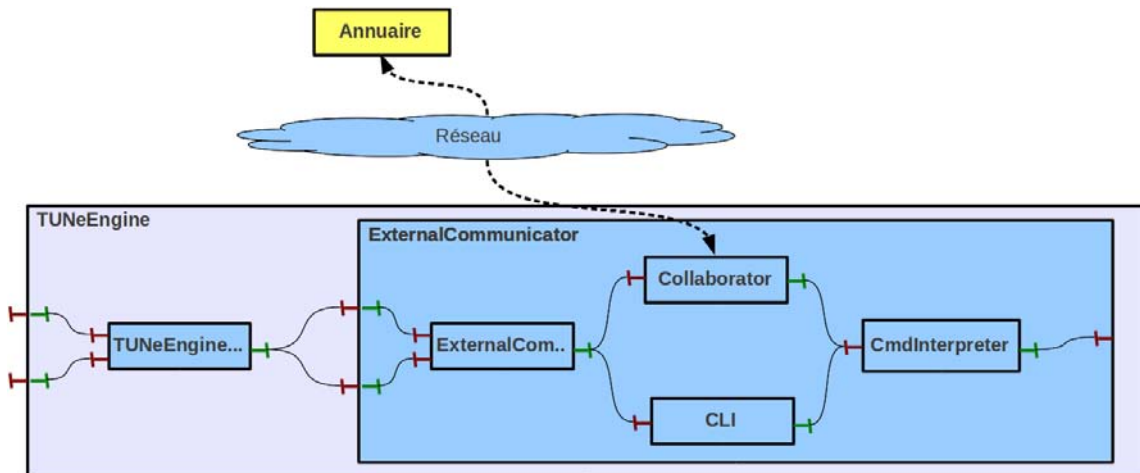 Annuaire
Réseau
TUNeEngine
ExternalCommunicator
Collaborator
TUNeEngine...
ExternalCom..
CmdInterpreter
CLI